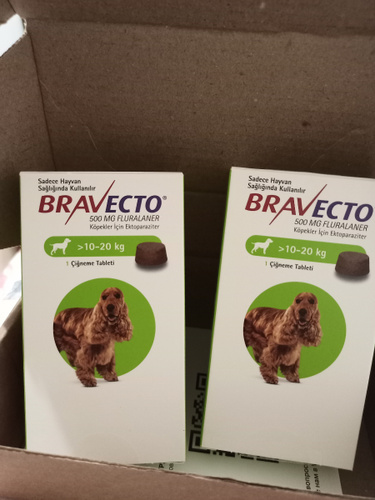 Sadece Hayvan
Sağlığında Kullanılır
BRAVECTO®
500 MG FLURALANER
Köpekler İçin Ektoparaziter
>10-20 kg
1 Çiğneme Tableti
Sadece Hayvan
Sağlığında Kullanılır
BRAVECTO
500 MG FLURALANER
Köpekler İçin Ektoparaziter
>10-20 kg
1 Çiğneme Tableti